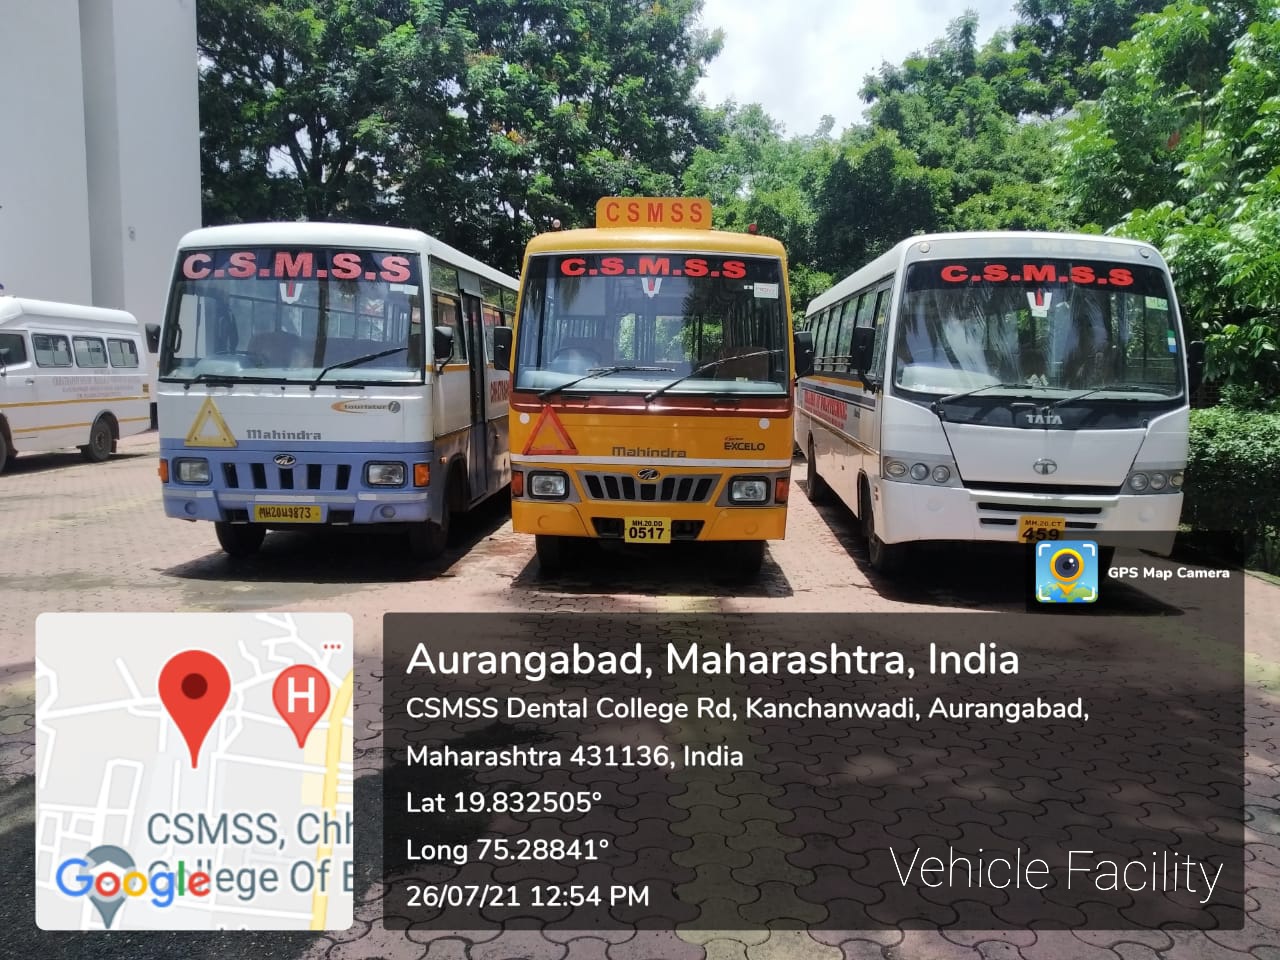 CSMSS
C.S.M.S.S
C.S.M.S.S
C.S.M.S.S
tourister
Mahindra
Mahindra
EXCELO
TATA
MH20W9873
MH.20.DD
0517
MH.20.CT
459
GPS Map Camera
Aurangabad, Maharashtra, India
CSMSS Dental College Rd, Kanchanwadi, Aurangabad,
Maharashtra 431136, India
Lat 19.832505°
Long 75.28841°
26/07/21 12:54 PM
Vehicle Facility
H
CSMSS, Chh
College Of E
Google